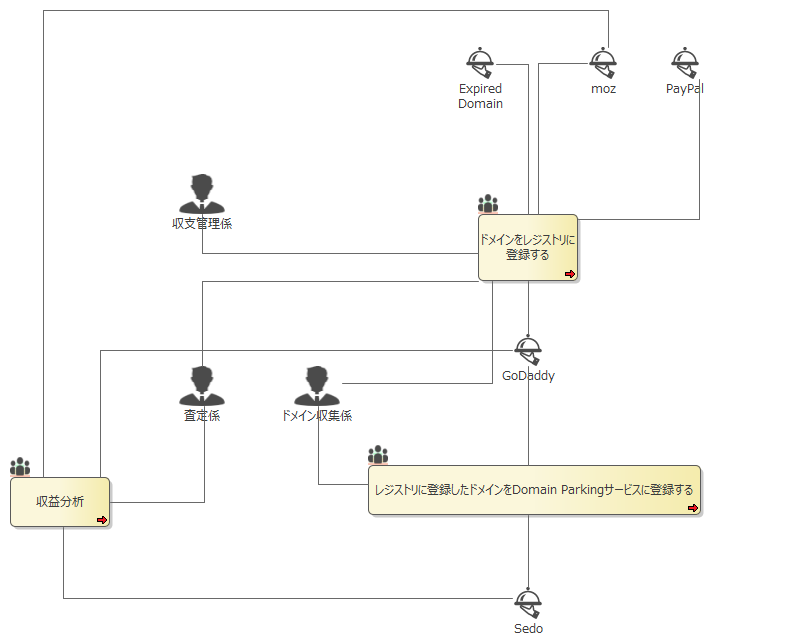 Expired
Domain
moz
PayPal
収支管理係
ドメインをレジストリに
登録する
GoDaddy
査定係
ドメイン収集係
収益分析
レジストリに登録したドメインをDomain Parkingサービスに登録する
Sedo